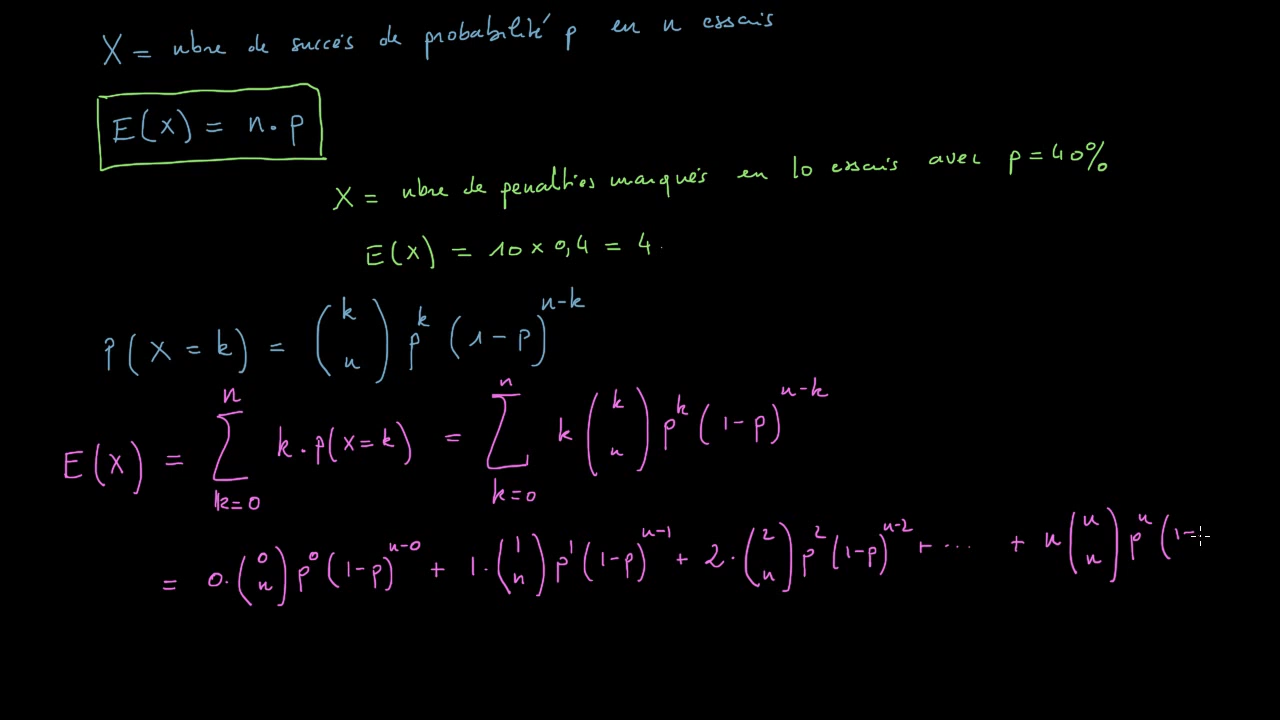 X = nbre de succès de probabilité p en n essais
E(x) = n·p
X = nbre de penalties marqués en 10 essais avec p = 40%
E(x) = 10 × 0,4 = 4
P(X = k) = (k n) p^k (1-p)^{n-k}
E(X) = ∑_{k=0}^{n} k·p(x=k) = ∑_{k=0}^{n} k (k n) p^k (1-p)^{n-k}
= 0·(0 n) p^0 (1-p)^{n-0} + 1·(1 n) p^1 (1-p)^{n-1} + 2·(2 n) p^2 (1-p)^{n-2} + ... + n (n n) p^n (1-